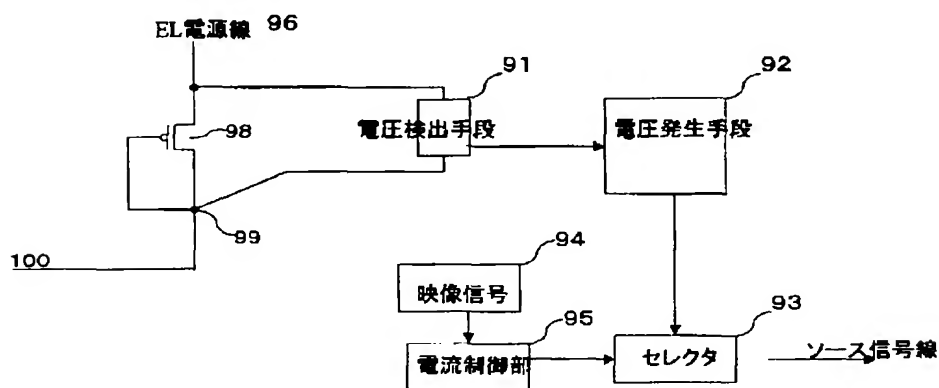 EL電源線 96
91
92
電圧検出手段
電圧発生手段
98
99
100
94
映像信号
95
93
電流制御部
セレクタ
ソース信号線